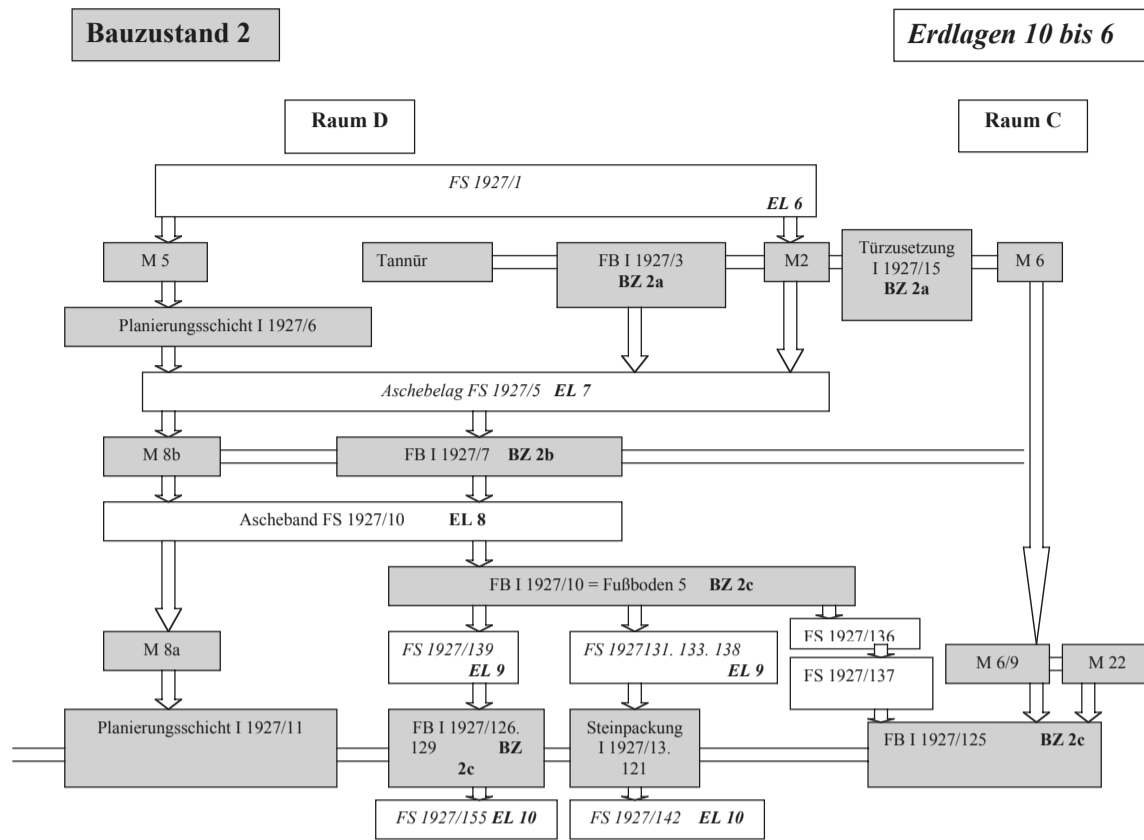 Bauzustand 2
Erdlagen 10 bis 6
Raum D
Raum C
FS 1927/1
EL 6
M 5
Tannūr
FB I 1927/3
BZ 2a
M2
Türzusetzung
I 1927/15
BZ 2a
M 6
Planierungsschicht I 1927/6
Aschebelag FS 1927/5 EL 7
M 8b
FB I 1927/7 BZ 2b
Ascheband FS 1927/10 EL 8
FB I 1927/10 = Fußboden 5 BZ 2c
M 8a
FS 1927/139
EL 9
FS 1927131. 133. 138
EL 9
FS 1927/136
FS 1927/137
M 6/9
M 22
Planierungsschicht I 1927/11
FB I 1927/126.
129 BZ
2c
Steinpackung
I 1927/13.
121
FB I 1927/125 BZ 2c
FS 1927/155 EL 10
FS 1927/142 EL 10